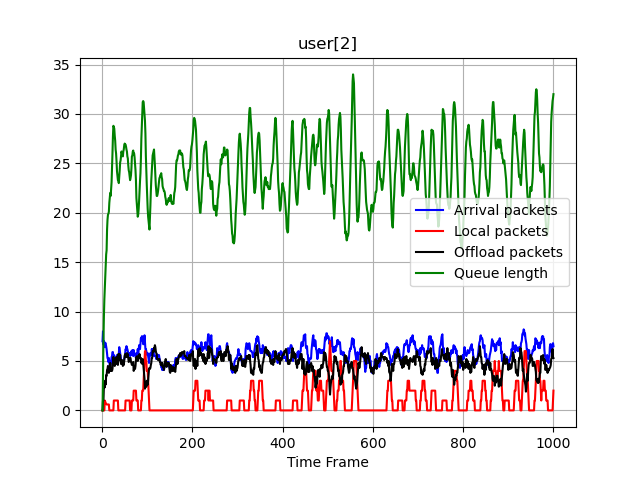 user[2]
35
30
25
20
15
10
5
0
Arrival packets
Local packets
Offload packets
Queue length
0 200 400 600 800 1000
Time Frame